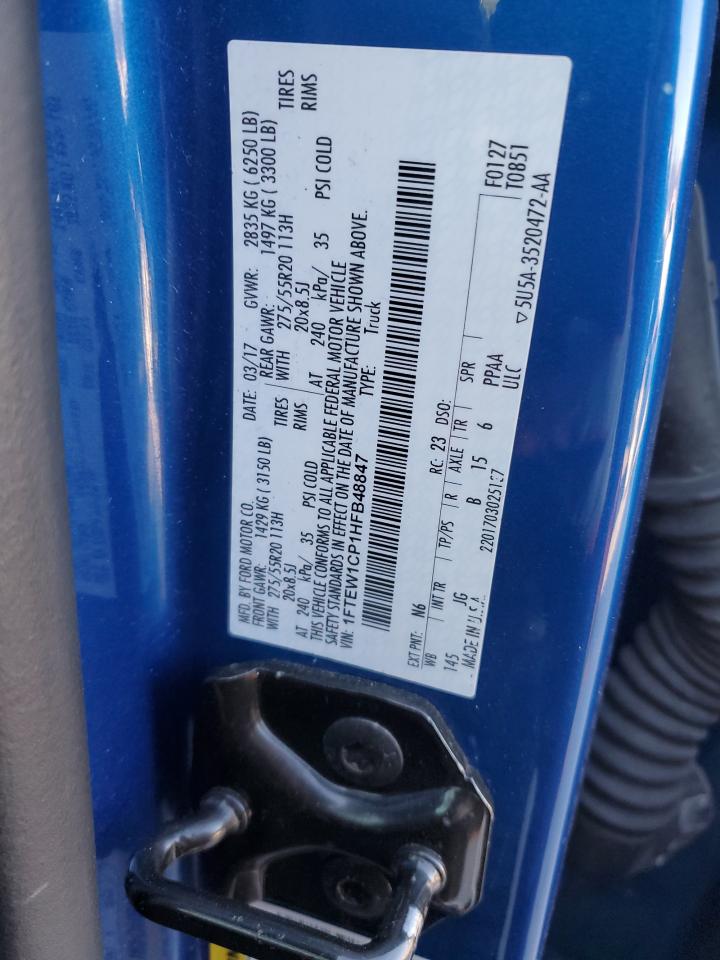 MFD. BY FORD MOTOR CO. DATE: 03/17 GVWR: 2835 KG ( 6250 LB)
FRONT GAWR: 1429 KG ( 3150 LB) REAR GAWR: 1497 KG ( 3300 LB)
WITH 275/55R20 113H TIRES WITH 275/55R20 113H TIRES
20x8.5J RIMS 20x8.5J RIMS
AT 240 kPa/ 35 PSI COLD AT 240 kPa/ 35 PSI COLD
THIS VEHICLE CONFORMS TO ALL APPLICABLE FEDERAL MOTOR VEHICLE
SAFETY STANDARDS IN EFFECT ON THE DATE OF MANUFACTURE SHOWN ABOVE.
VIN: 1FTEW1CP1HFB48847 TYPE: Truck
EXT PNT: N6 RC: 23 DSO: F0127
WB INT TR TP/PS R AXLE TR SPR T0851
145 JG B 15 6 PPAA
MADE IN U.S.A. ULC
▽5U5A-3520472-AA